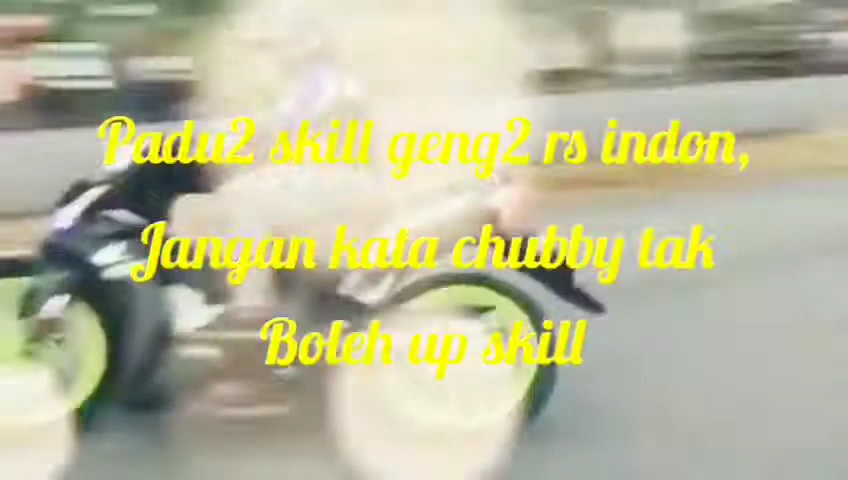 Padu2 skill geng2 rs indon,
Jangan kata chubby tak
Boleh up skill